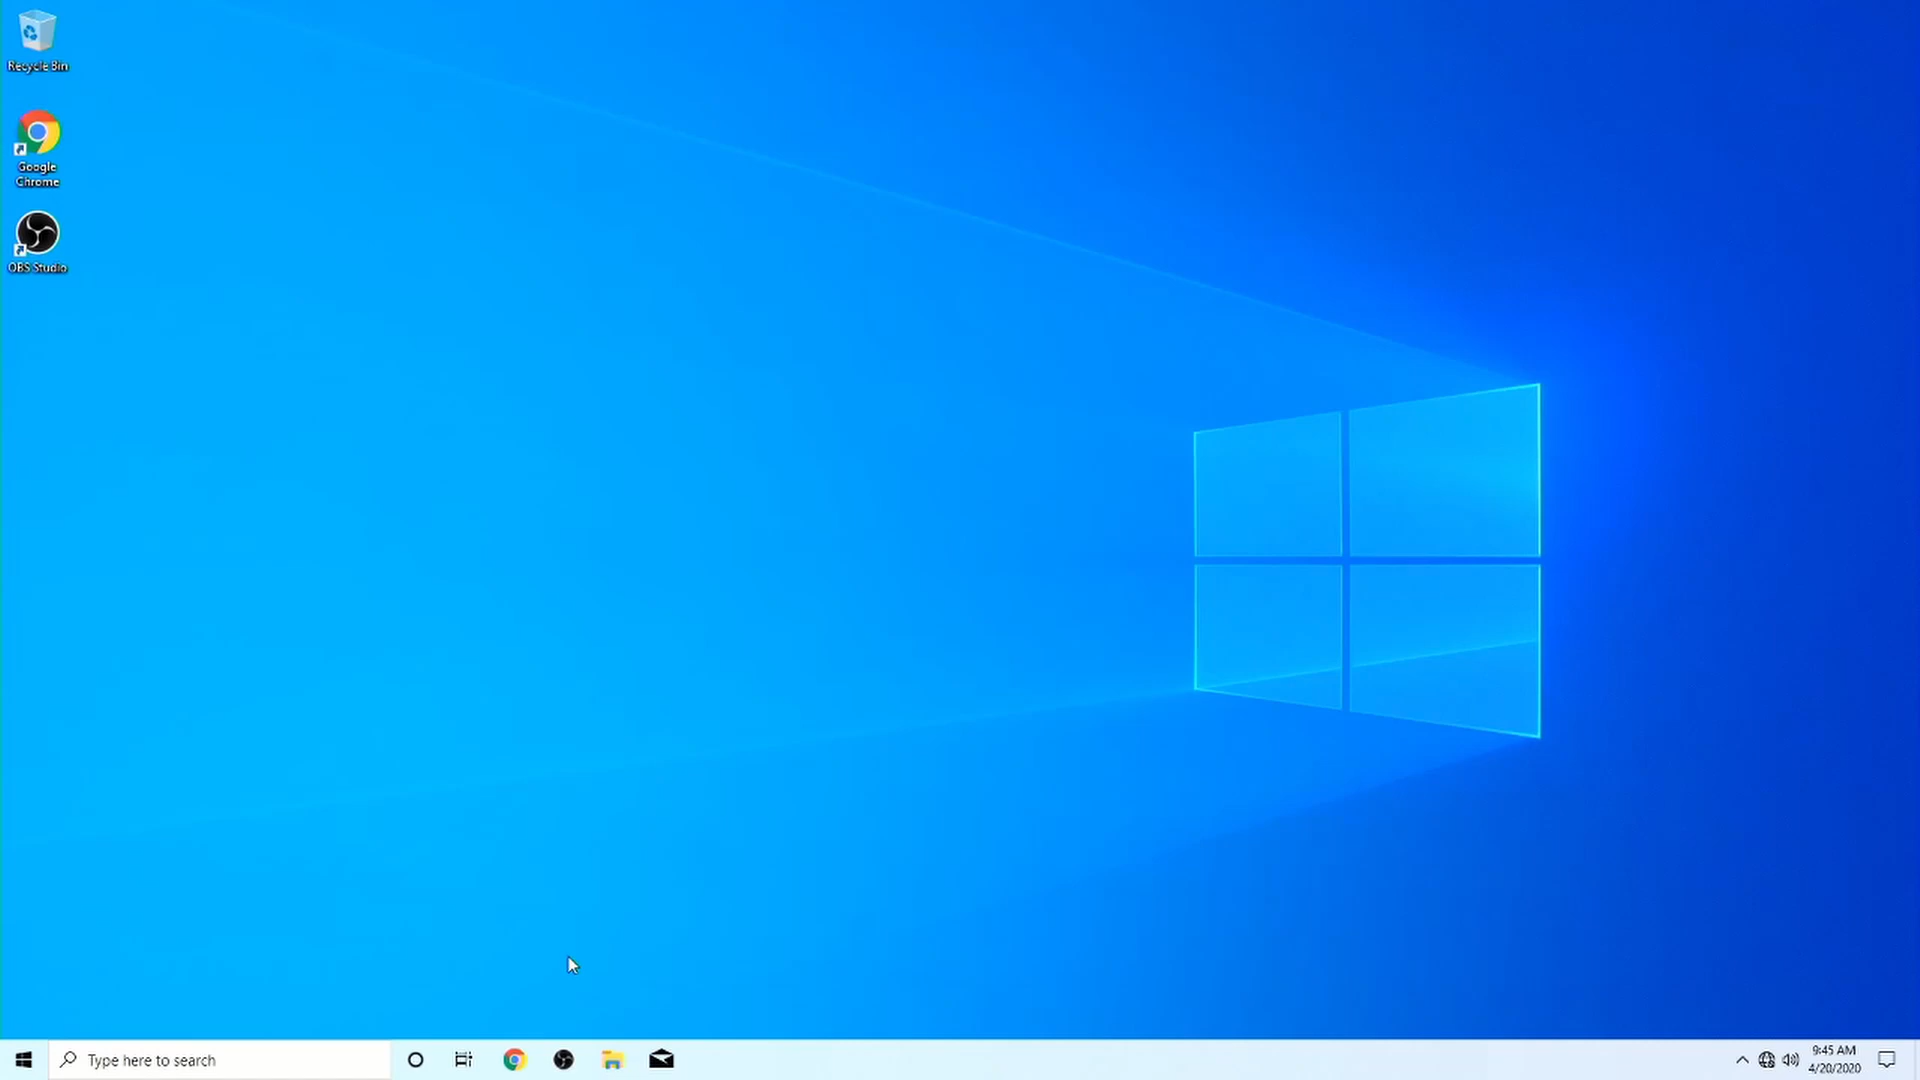 Recycle Bin
Google
Chrome
OBS Studio
Type here to search
9:45 AM
4/20/2020